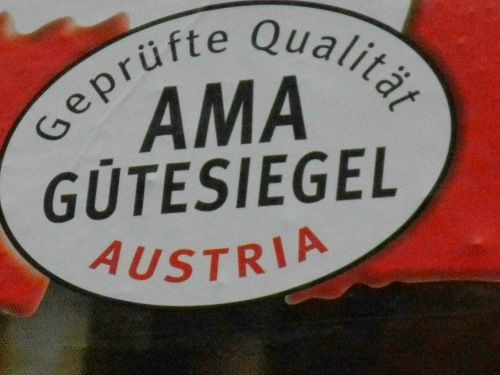 Geprüfte Qualität
AMA
GÜTESIEGEL
AUSTRIA